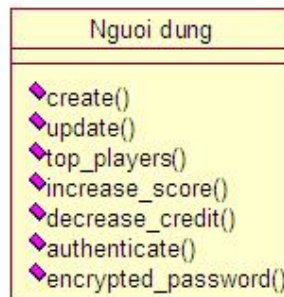 Nguoi dung
create()
update()
top_players()
increase_score()
decrease_credit()
authenticate()
encrypted_password()